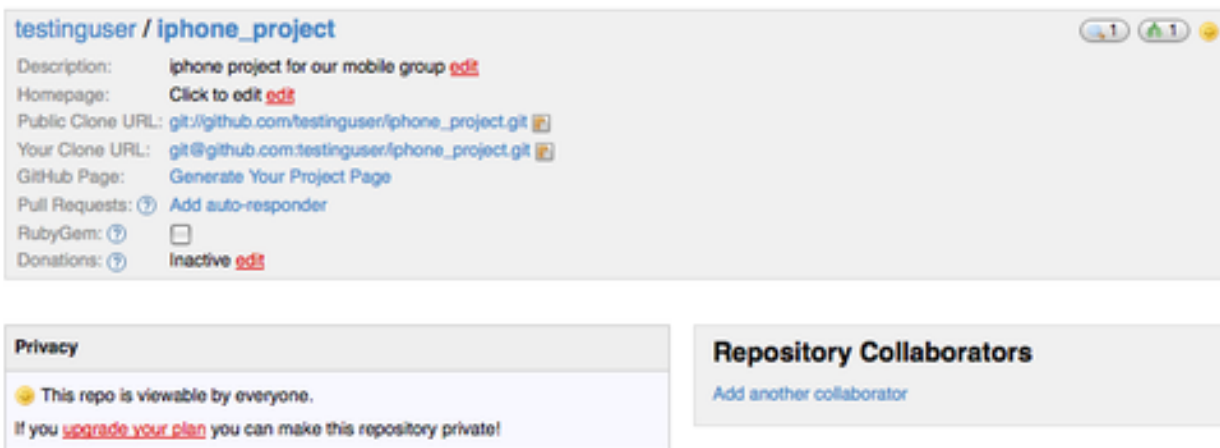 testinguser / iphone_project 1 1
Description: iphone project for our mobile group edit
Homepage: Click to edit edit
Public Clone URL: git://github.com/testinguser/iphone_project.git
Your Clone URL: git@github.com:testinguser/iphone_project.git
GitHub Page: Generate Your Project Page
Pull Requests: ? Add auto-responder
RubyGem: ?
Donations: ? Inactive edit
Privacy
This repo is viewable by everyone.
If you upgrade your plan you can make this repository private!
Repository Collaborators
Add another collaborator